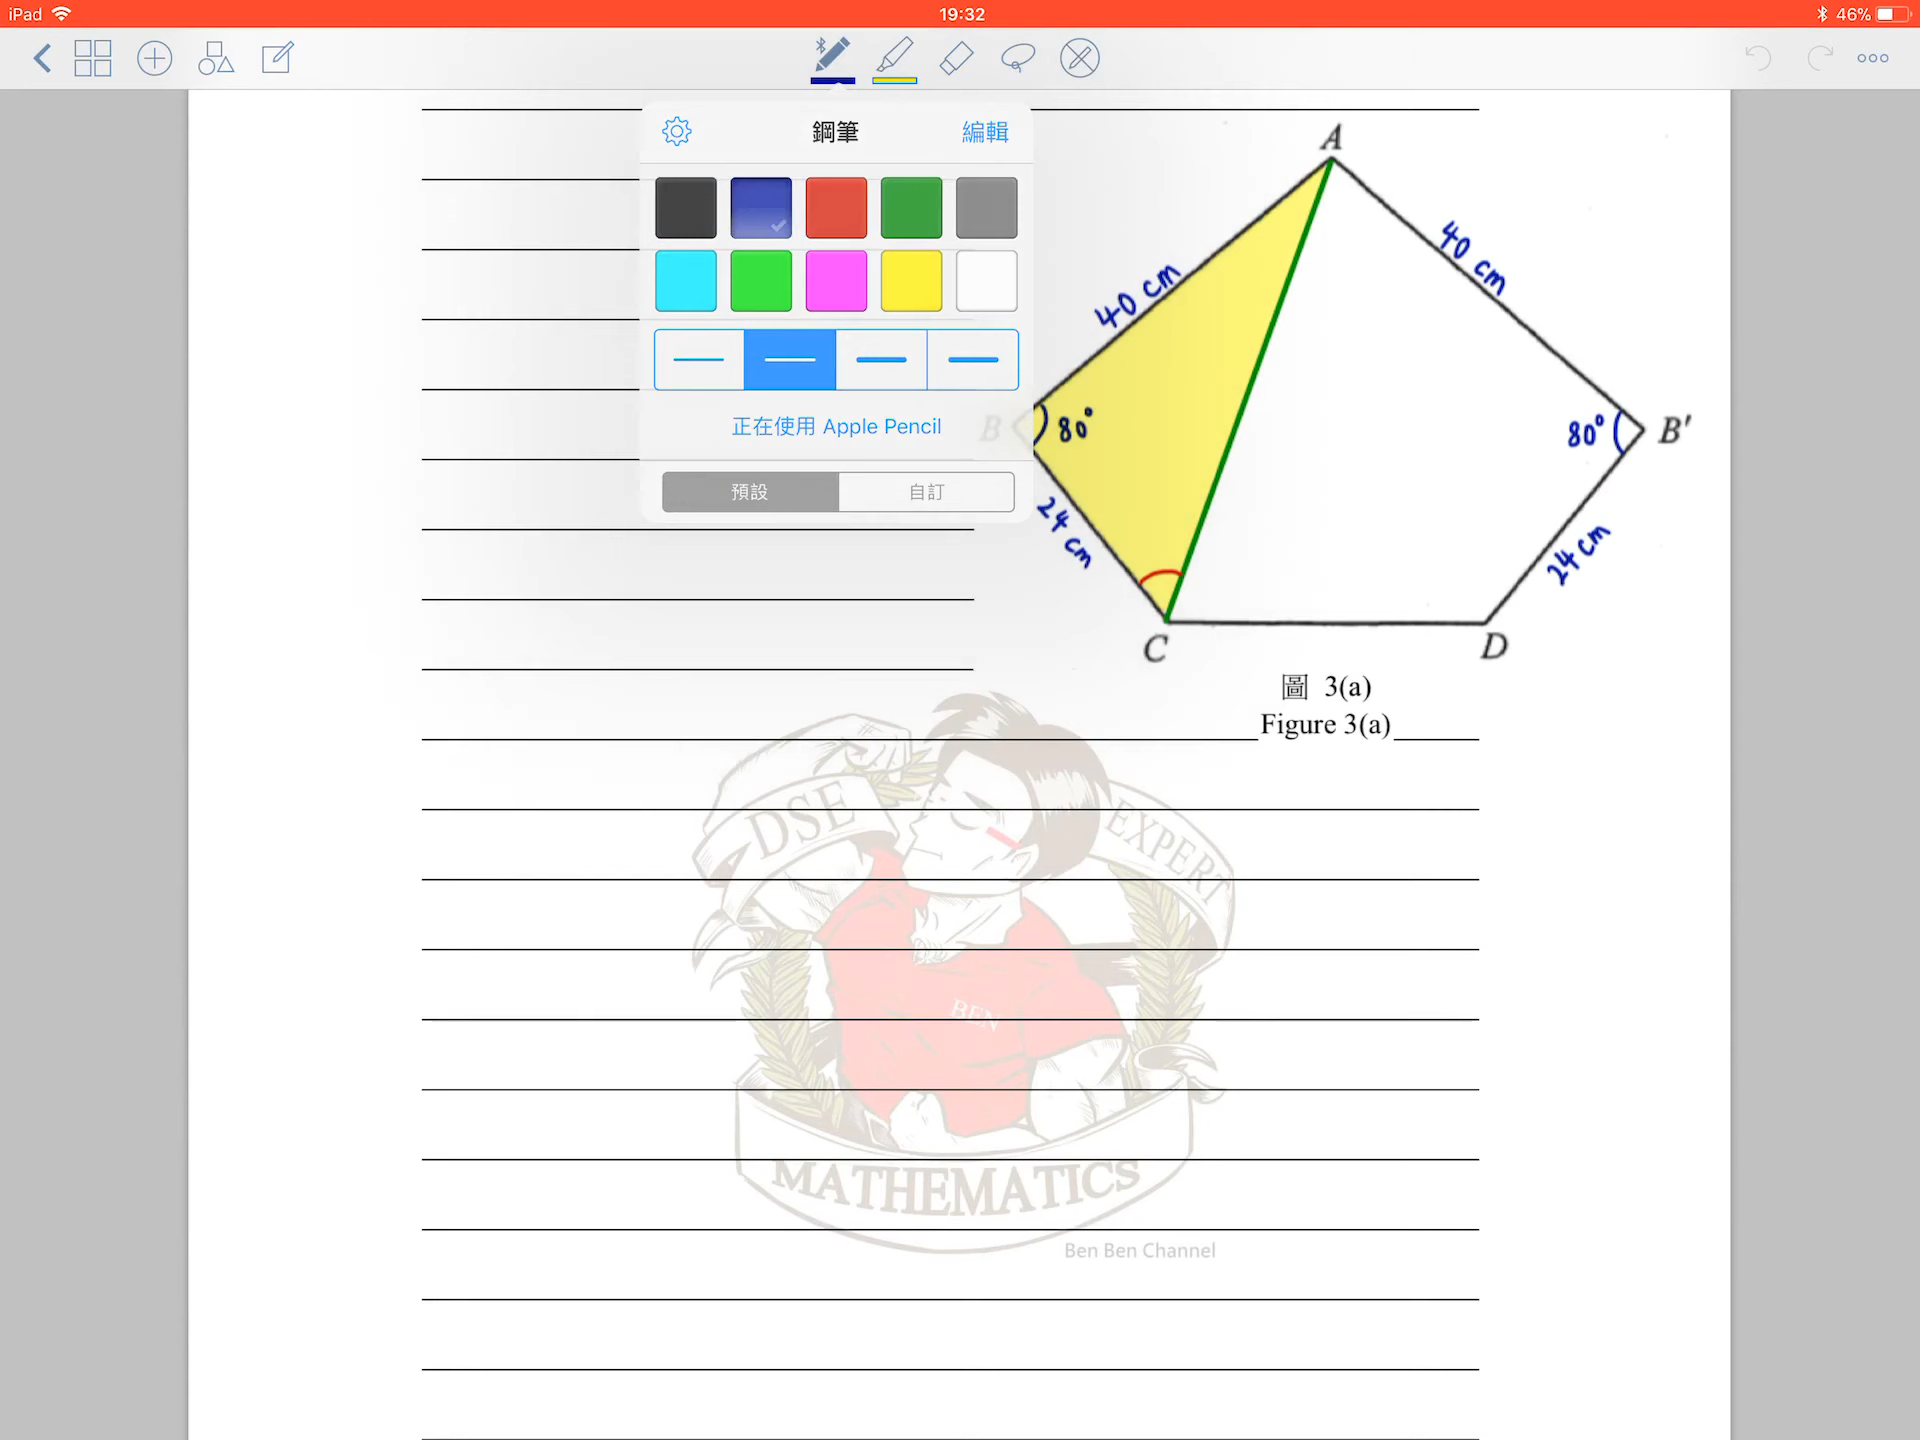 iPad 19:32 46%
鋼筆 編輯
正在使用 Apple Pencil
預設 自訂
A
40 cm
40 cm
B
80°
80°
B'
24 cm
24 cm
C
D
圖 3(a)
Figure 3(a)
DSE EXPERT
BEN
MATHEMATICS
Ben Ben Channel